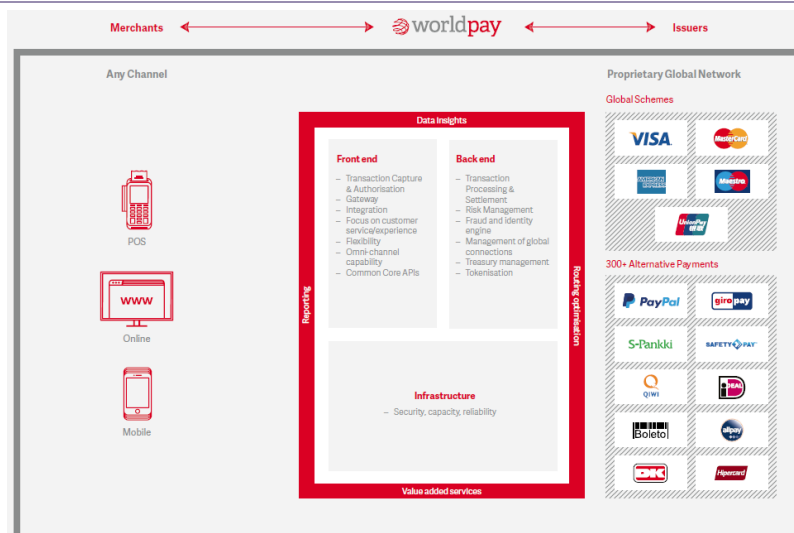 Merchants
worldpay
Issuers
Any Channel
Proprietary Global Network
Global Schemes
POS
WWW
Online
Mobile
Data insights
Reporting
Front end
– Transaction Capture
& Authorisation
– Gateway
– Integration
– Focus on customer
service/experience
– Flexibility
– Omni-channel
capability
– Common Core APIs
Back end
– Transaction
Processing &
Settlement
– Risk Management
– Fraud and identity
engine
– Management of global
connections
– Treasury management
– Tokenisation
Routing optimisation
Infrastructure
– Security, capacity, reliability
Value added services
VISA
MasterCard
AMERICAN
EXPRESS
Maestro
UnionPay
银联
300+ Alternative Payments
PayPal
giropay
S-Pankki
SAFETYPAY
QIWI
iDEAL
Boleto
alipay
DK
Hipercard